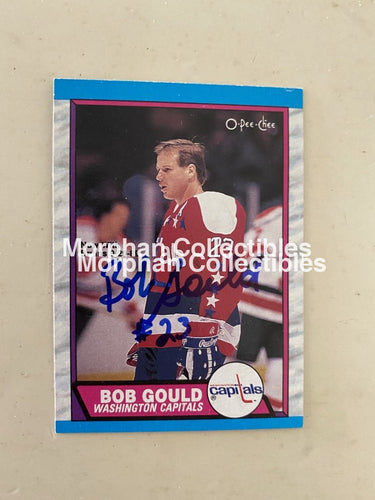 O-Pee-Chee
A
Morphan Collectibles
Morphan Collectibles
Bob Gould
#23
BOB GOULD
WASHINGTON CAPITALS
capitals